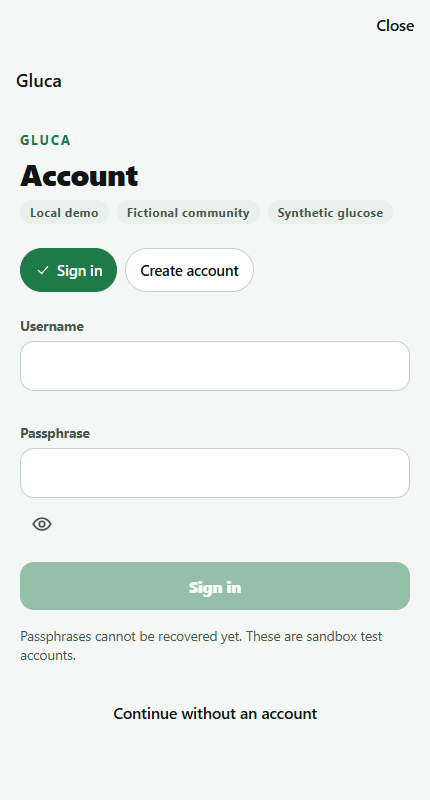 Close
Gluca
GLUCA
Account
Local demo
Fictional community
Synthetic glucose
Sign in
Create account
Username
Passphrase
Sign in
Passphrases cannot be recovered yet. These are sandbox test
accounts.
Continue without an account